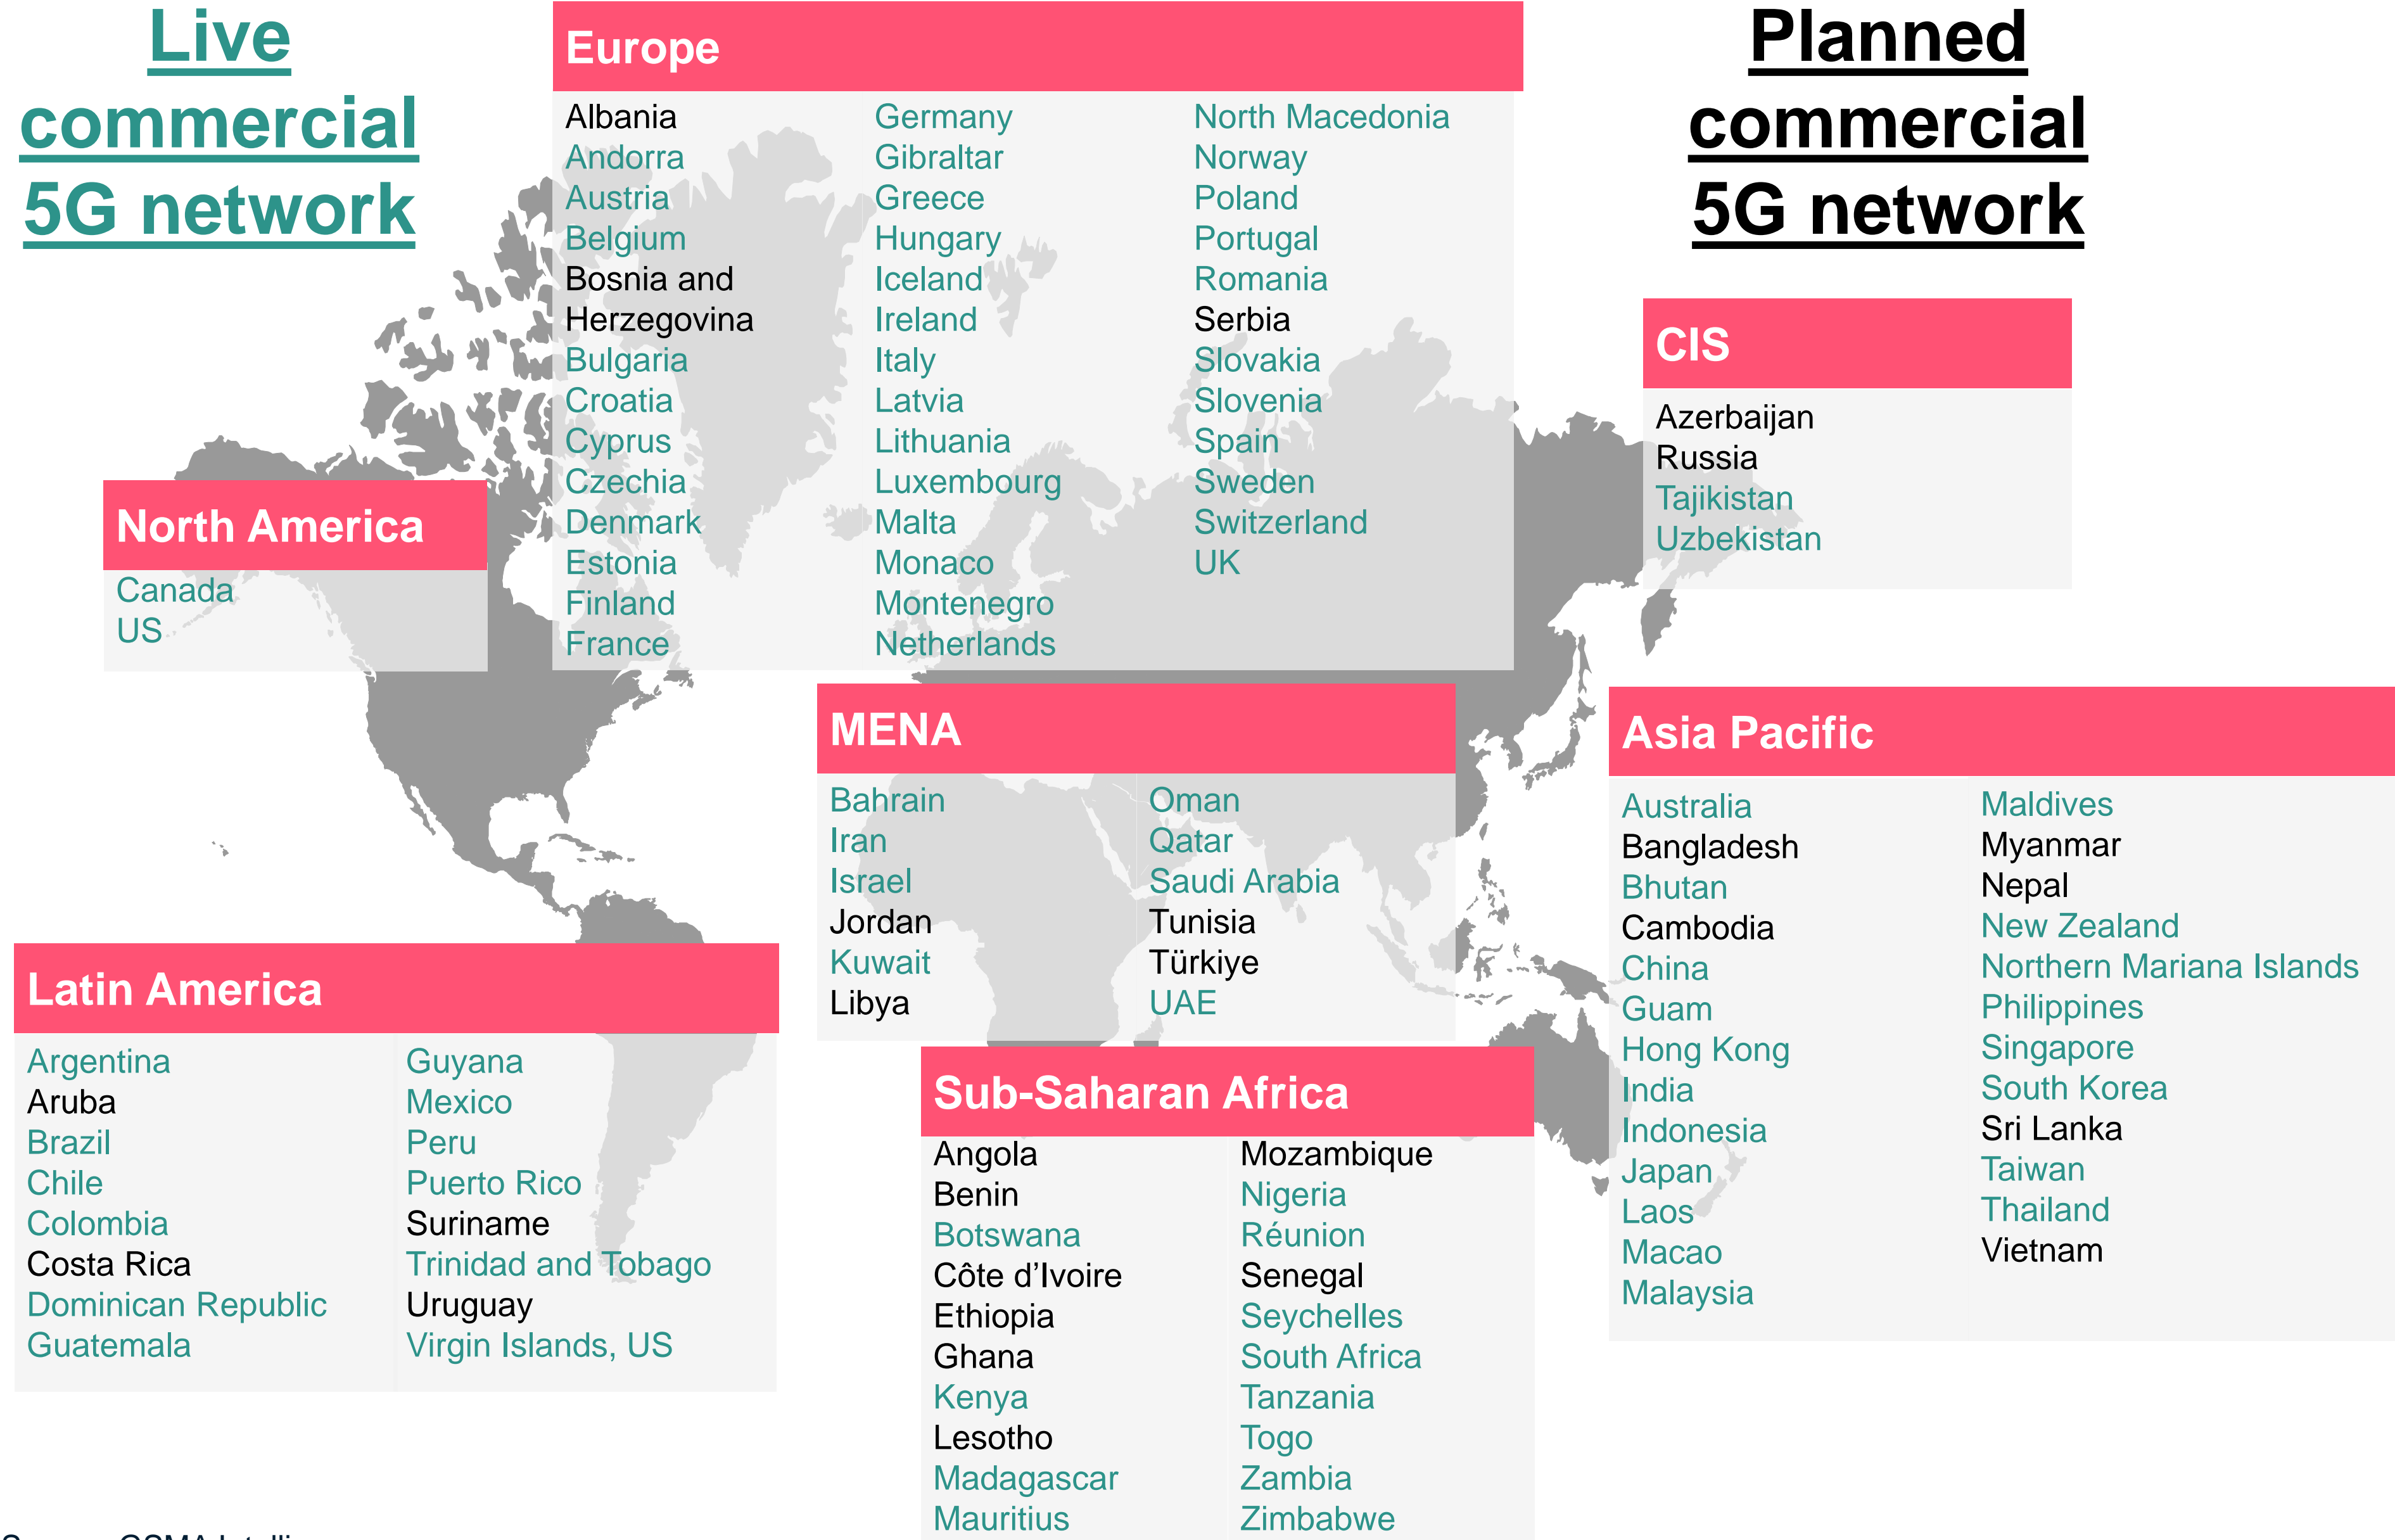 Live
commercial
5G network
Planned
commercial
5G network
Europe
Albania
Andorra
Austria
Belgium
Bosnia and
Herzegovina
Bulgaria
Croatia
Cyprus
Czechia
Denmark
Estonia
Finland
France
Germany
Gibraltar
Greece
Hungary
Iceland
Ireland
Italy
Latvia
Lithuania
Luxembourg
Malta
Monaco
Montenegro
Netherlands
North Macedonia
Norway
Poland
Portugal
Romania
Serbia
Slovakia
Slovenia
Spain
Sweden
Switzerland
UK
CIS
Azerbaijan
Russia
Tajikistan
Uzbekistan
North America
Canada
US
MENA
Bahrain
Iran
Israel
Jordan
Kuwait
Libya
Oman
Qatar
Saudi Arabia
Tunisia
Türkiye
UAE
Asia Pacific
Australia
Bangladesh
Bhutan
Cambodia
China
Guam
Hong Kong
India
Indonesia
Japan
Laos
Macao
Malaysia
Maldives
Myanmar
Nepal
New Zealand
Northern Mariana Islands
Philippines
Singapore
South Korea
Sri Lanka
Taiwan
Thailand
Vietnam
Latin America
Argentina
Aruba
Brazil
Chile
Colombia
Costa Rica
Dominican Republic
Guatemala
Guyana
Mexico
Peru
Puerto Rico
Suriname
Trinidad and Tobago
Uruguay
Virgin Islands, US
Sub-Saharan Africa
Angola
Benin
Botswana
Côte d’Ivoire
Ethiopia
Ghana
Kenya
Lesotho
Madagascar
Mauritius
Mozambique
Nigeria
Réunion
Senegal
Seychelles
South Africa
Tanzania
Togo
Zambia
Zimbabwe